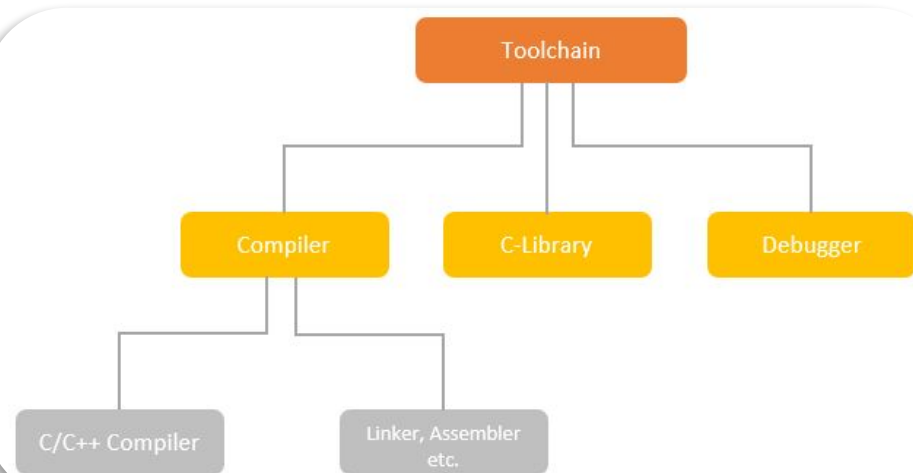 Toolchain
Compiler
C-Library
Debugger
C/C++ Compiler
Linker, Assembler
etc.